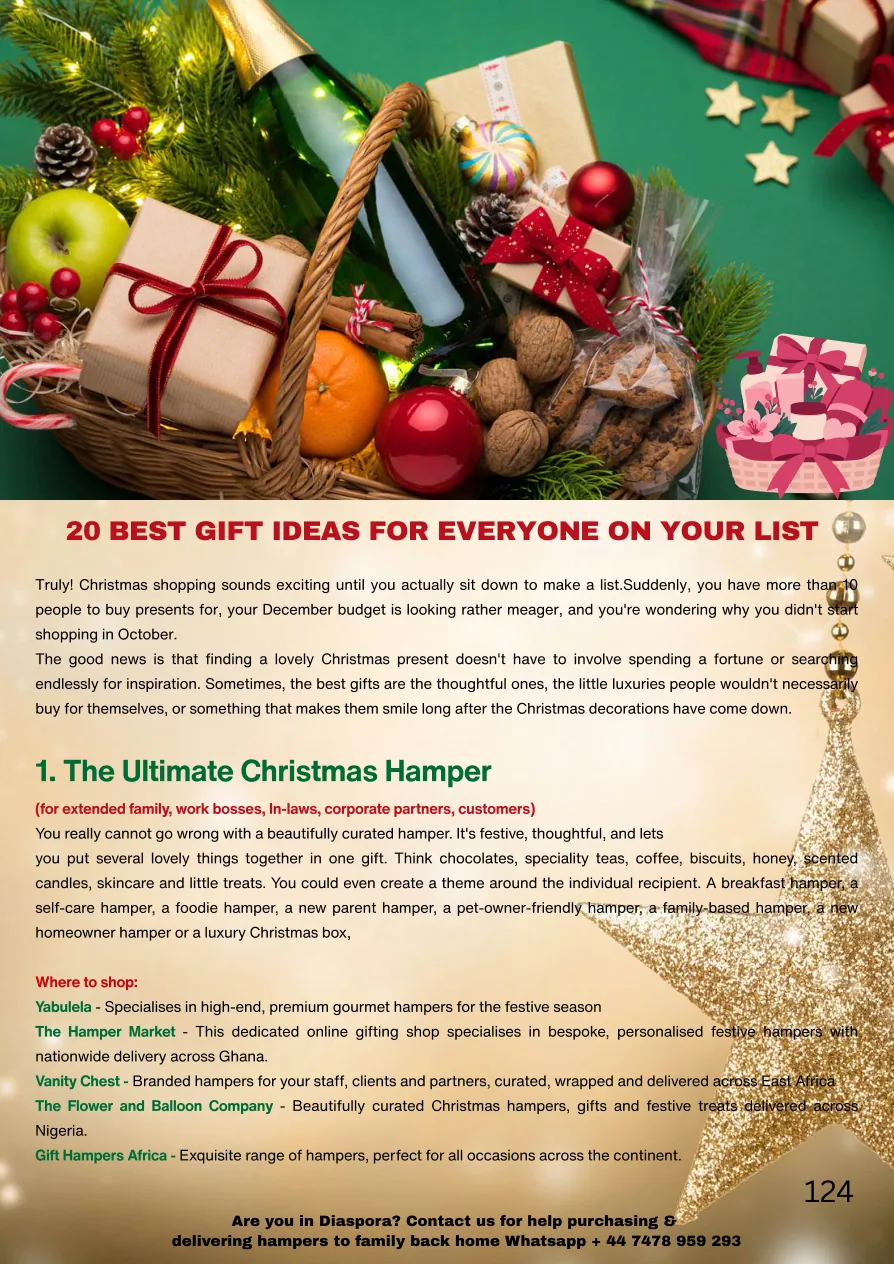 20 BEST GIFT IDEAS FOR EVERYONE ON YOUR LIST
Truly! Christmas shopping sounds exciting until you actually sit down to make a list.Suddenly, you have more than 10
people to buy presents for, your December budget is looking rather meager, and you're wondering why you didn't start
shopping in October.
The good news is that finding a lovely Christmas present doesn't have to involve spending a fortune or searching
endlessly for inspiration. Sometimes, the best gifts are the thoughtful ones, the little luxuries people wouldn't necessarily
buy for themselves, or something that makes them smile long after the Christmas decorations have come down.
1. The Ultimate Christmas Hamper
(for extended family, work bosses, In-laws, corporate partners, customers)
You really cannot go wrong with a beautifully curated hamper. It's festive, thoughtful, and lets
you put several lovely things together in one gift. Think chocolates, speciality teas, coffee, biscuits, honey, scented
candles, skincare and little treats. You could even create a theme around the individual recipient. A breakfast hamper, a
self-care hamper, a foodie hamper, a new parent hamper, a pet-owner-friendly hamper, a family-based hamper, a new
homeowner hamper or a luxury Christmas box,
Where to shop:
Yabulela - Specialises in high-end, premium gourmet hampers for the festive season
The Hamper Market - This dedicated online gifting shop specialises in bespoke, personalised festive hampers with
nationwide delivery across Ghana.
Vanity Chest - Branded hampers for your staff, clients and partners, curated, wrapped and delivered across East Africa
The Flower and Balloon Company - Beautifully curated Christmas hampers, gifts and festive treats delivered across
Nigeria.
Gift Hampers Africa - Exquisite range of hampers, perfect for all occasions across the continent.
124
Are you in Diaspora? Contact us for help purchasing &
delivering hampers to family back home Whatsapp + 44 7478 959 293